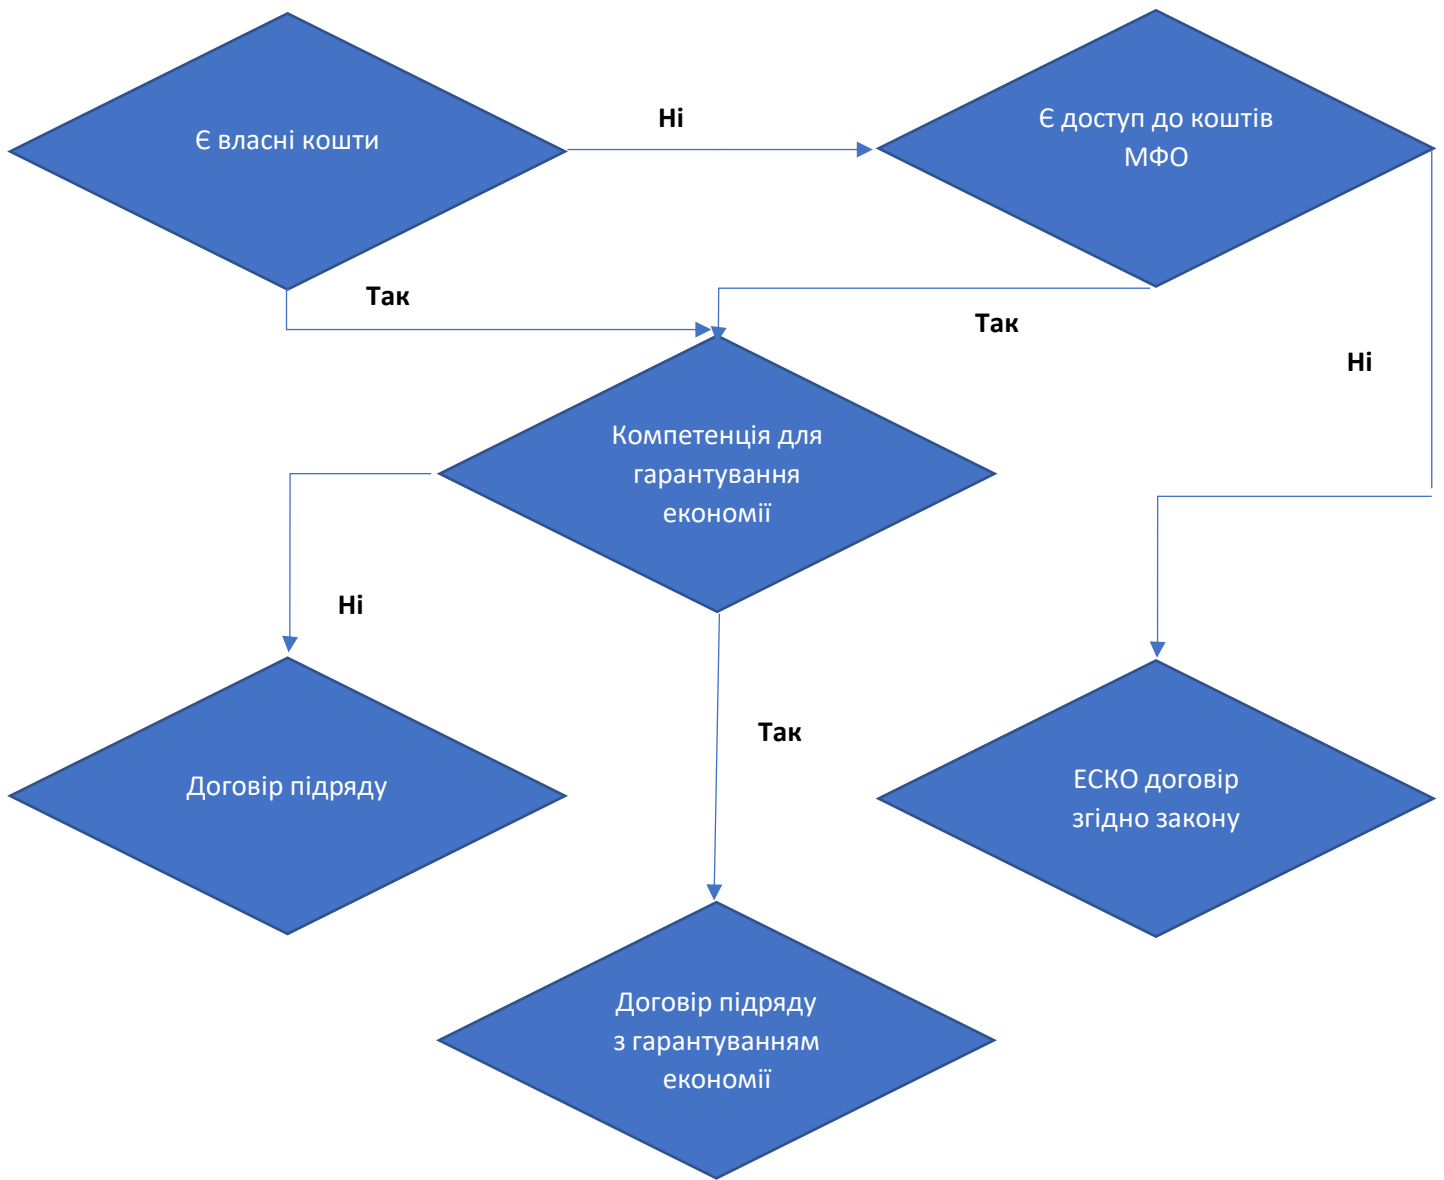 Є власні кошти
Ні
Є доступ до коштів
МФО
Так
Так
Ні
Компетенція для
гарантування
економії
Ні
Так
Договір підряду
ЕСКО договір
згідно закону
Договір підряду
з гарантуванням
економії